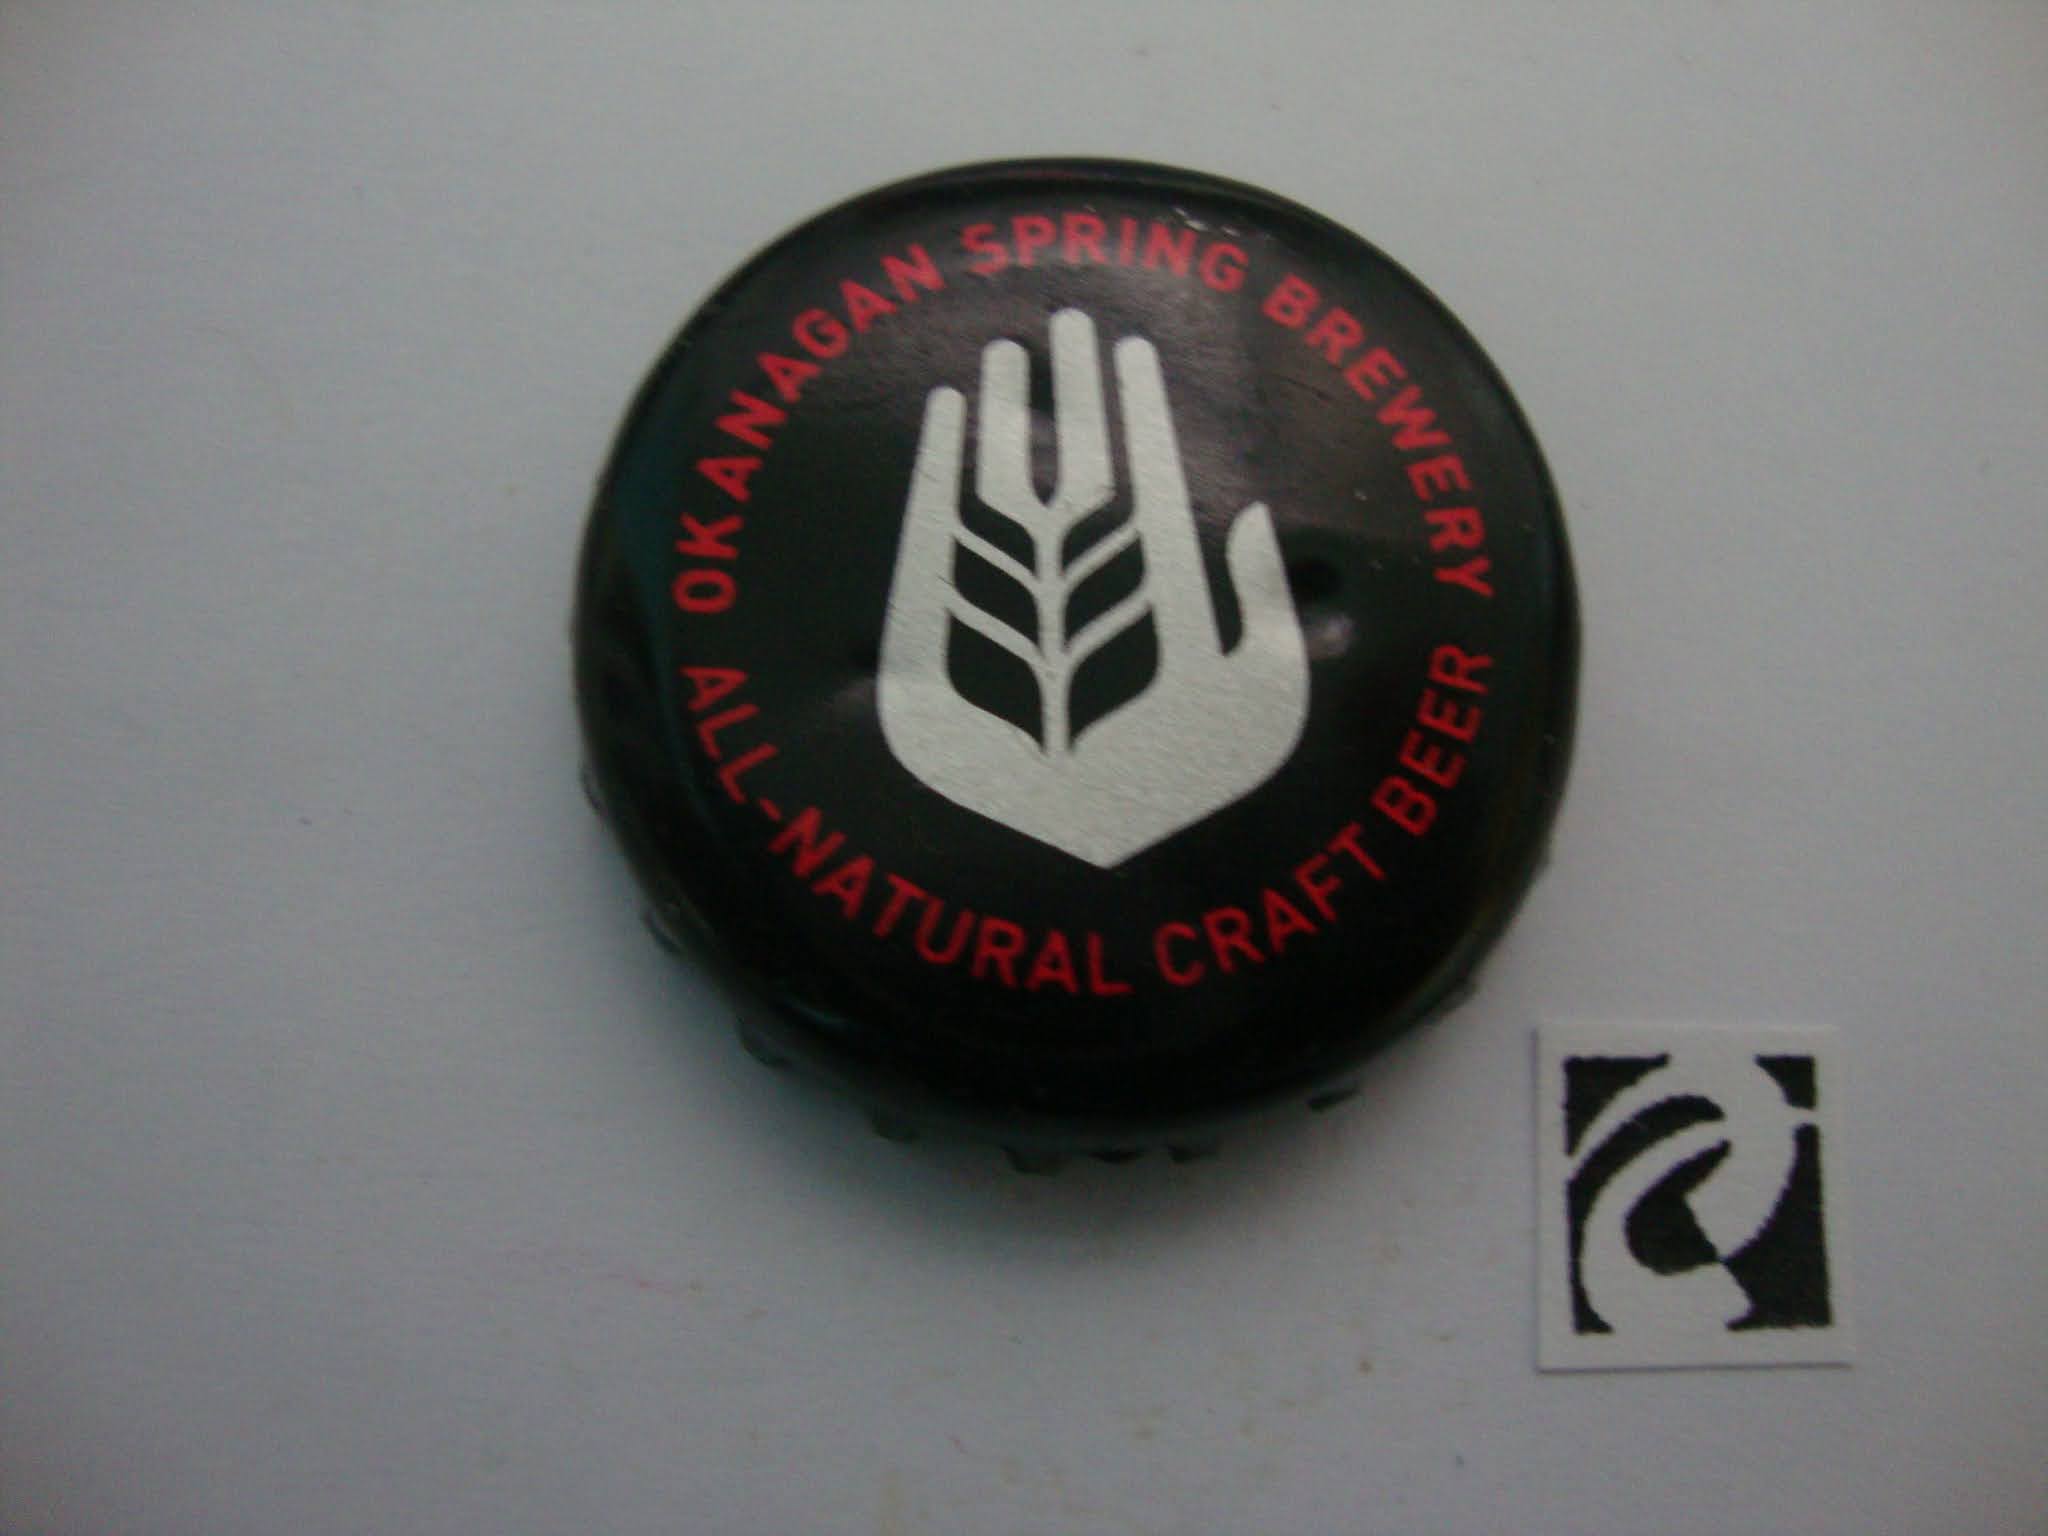 OKANAGAN SPRING BREWERY
ALL-NATURAL CRAFT BEER